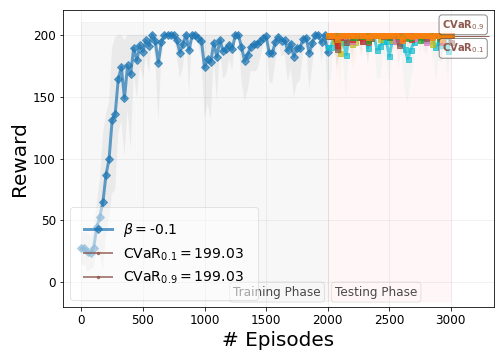 Reward
200
150
100
50
0
CVaR0.9
CVaR0.1
β = -0.1
CVaR0.1 = 199.03
CVaR0.9 = 199.03
Training Phase
Testing Phase
0 500 1000 1500 2000 2500 3000
# Episodes